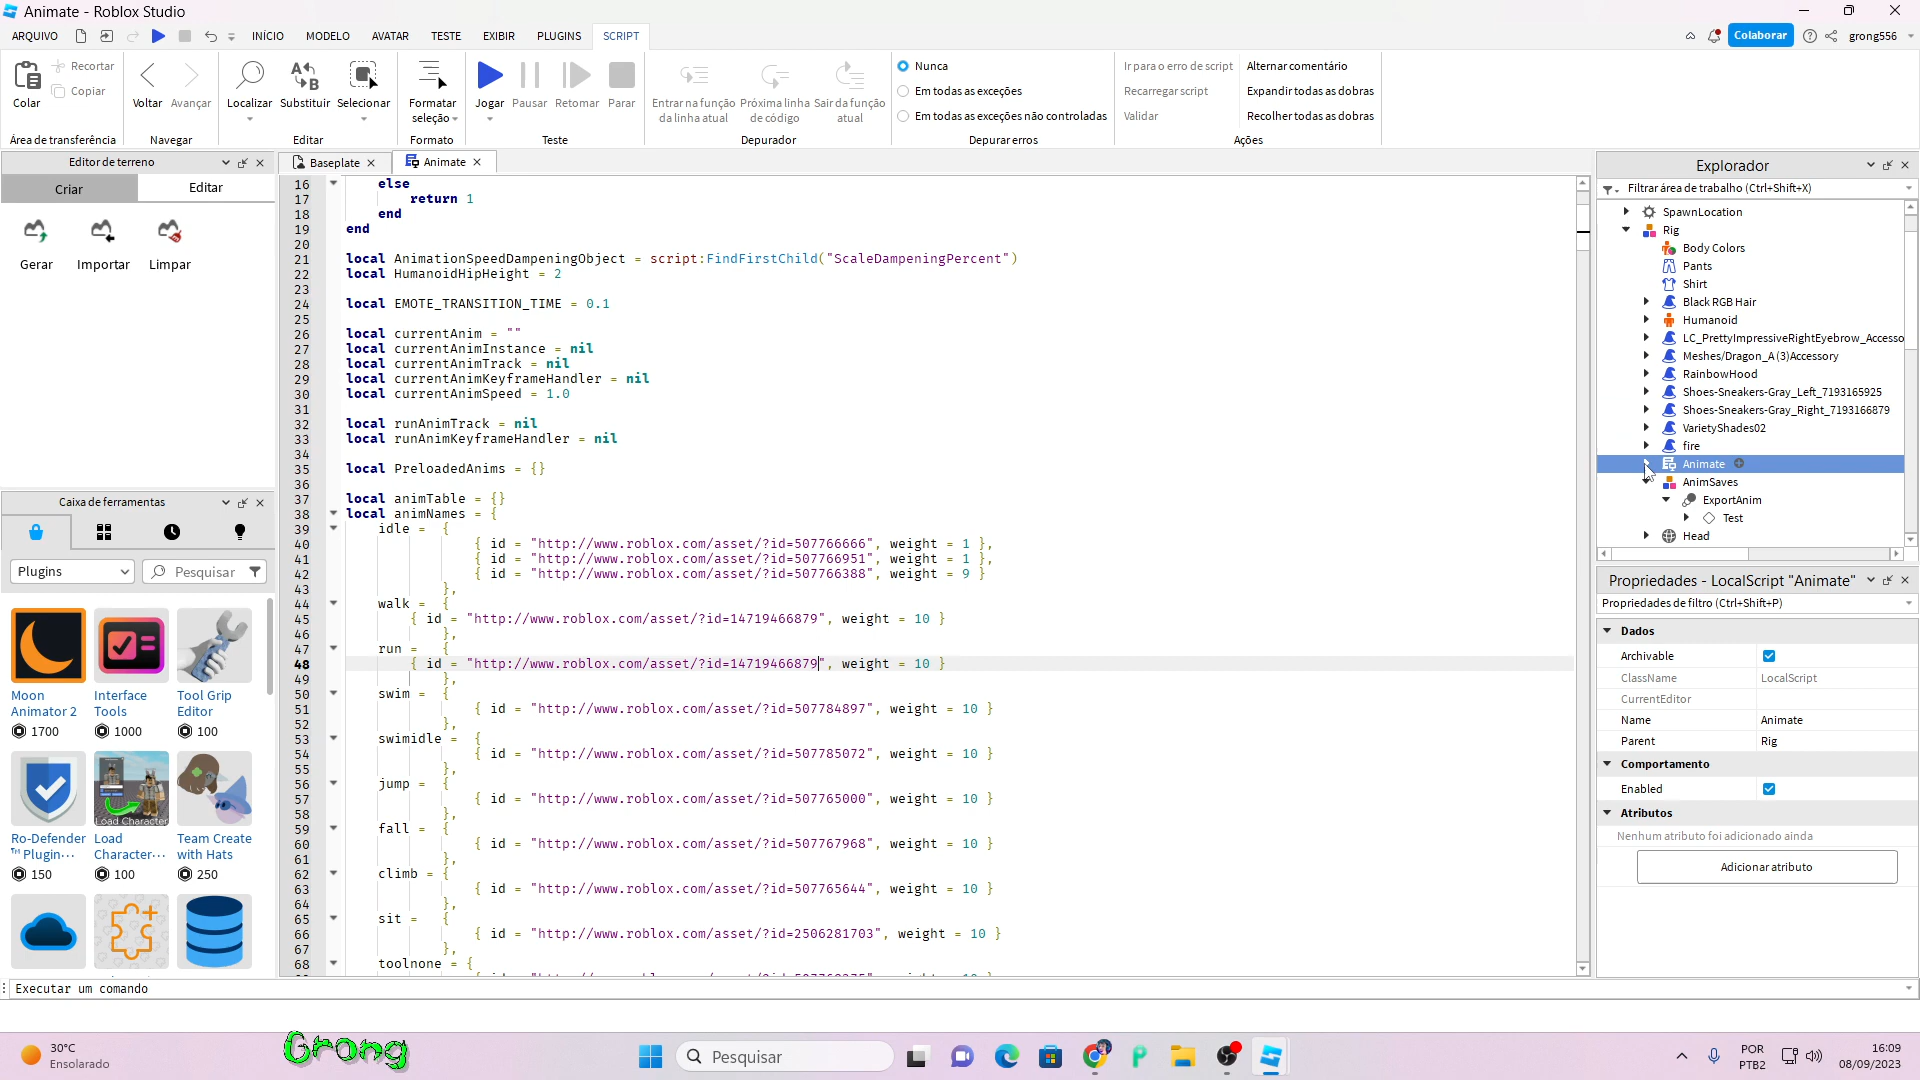 Animate - Roblox Studio
ARQUIVO INÍCIO MODELO AVATAR TESTE EXIBIR PLUGINS SCRIPT Colaborar grong556
Colar Recortar Copiar
Área de transferência
Voltar Avançar
Navegar
Localizar Substituir Selecionar
Editar
Formatar seleção
Formato
Jogar Pausar Retomar Parar
Teste
Entrar na função da linha atual Próxima linha de código Sair da função atual
Depurador
Nunca
Em todas as exceções
Em todas as exceções não controladas
Depurar erros
Ir para o erro de script Alternar comentário
Recarregar script Expandir todas as dobras
Validar Recolher todas as dobras
Ações
Editor de terreno
Criar Editar
Gerar Importar Limpar
Caixa de ferramentas
Plugins Pesquisar
Moon Animator 2
1700
Interface Tools
1000
Tool Grip Editor
100
Ro-Defender ™ Plugin...
150
Load Character
Load Character...
100
Team Create with Hats
250
Baseplate Animate
16 else
17 return 1
18 end
19 end
20
21 local AnimationSpeedDampeningObject = script:FindFirstChild("ScaleDampeningPercent")
22 local HumanoidHipHeight = 2
23
24 local EMOTE_TRANSITION_TIME = 0.1
25
26 local currentAnim = ""
27 local currentAnimInstance = nil
28 local currentAnimTrack = nil
29 local currentAnimKeyframeHandler = nil
30 local currentAnimSpeed = 1.0
31
32 local runAnimTrack = nil
33 local runAnimKeyframeHandler = nil
34
35 local PreloadedAnims = {}
36
37 local animTable = {}
38 local animNames = {
39 idle = {
40 { id = "http://www.roblox.com/asset/?id=507766666", weight = 1 },
41 { id = "http://www.roblox.com/asset/?id=507766951", weight = 1 },
42 { id = "http://www.roblox.com/asset/?id=507766388", weight = 9 }
43 },
44 walk = {
45 { id = "http://www.roblox.com/asset/?id=14719466879", weight = 10 }
46 },
47 run = {
48 { id = "http://www.roblox.com/asset/?id=14719466879", weight = 10 }
49 },
50 swim = {
51 { id = "http://www.roblox.com/asset/?id=507784897", weight = 10 }
52 },
53 swimidle = {
54 { id = "http://www.roblox.com/asset/?id=507785072", weight = 10 }
55 },
56 jump = {
57 { id = "http://www.roblox.com/asset/?id=507765000", weight = 10 }
58 },
59 fall = {
60 { id = "http://www.roblox.com/asset/?id=507767968", weight = 10 }
61 },
62 climb = {
63 { id = "http://www.roblox.com/asset/?id=507765644", weight = 10 }
64 },
65 sit = {
66 { id = "http://www.roblox.com/asset/?id=2506281703", weight = 10 }
67 },
68 toolnone = {
Explorador
Filtrar área de trabalho (Ctrl+Shift+X)
SpawnLocation
Rig
Body Colors
Pants
Shirt
Black RGB Hair
Humanoid
LC_PrettyImpressiveRightEyebrow_Accesso
Meshes/Dragon_A (3)Accessory
RainbowHood
Shoes-Sneakers-Gray_Left_7193165925
Shoes-Sneakers-Gray_Right_7193166879
VarietyShades02
fire
Animate
AnimSaves
ExportAnim
Test
Head
Propriedades - LocalScript "Animate"
Propriedades de filtro (Ctrl+Shift+P)
Dados
Archivable
ClassName LocalScript
CurrentEditor
Name Animate
Parent Rig
Comportamento
Enabled
Atributos
Nenhum atributo foi adicionado ainda
Adicionar atributo
Executar um comando
30°C
Ensolarado
Grong
Pesquisar
POR
PTB2
16:09
08/09/2023